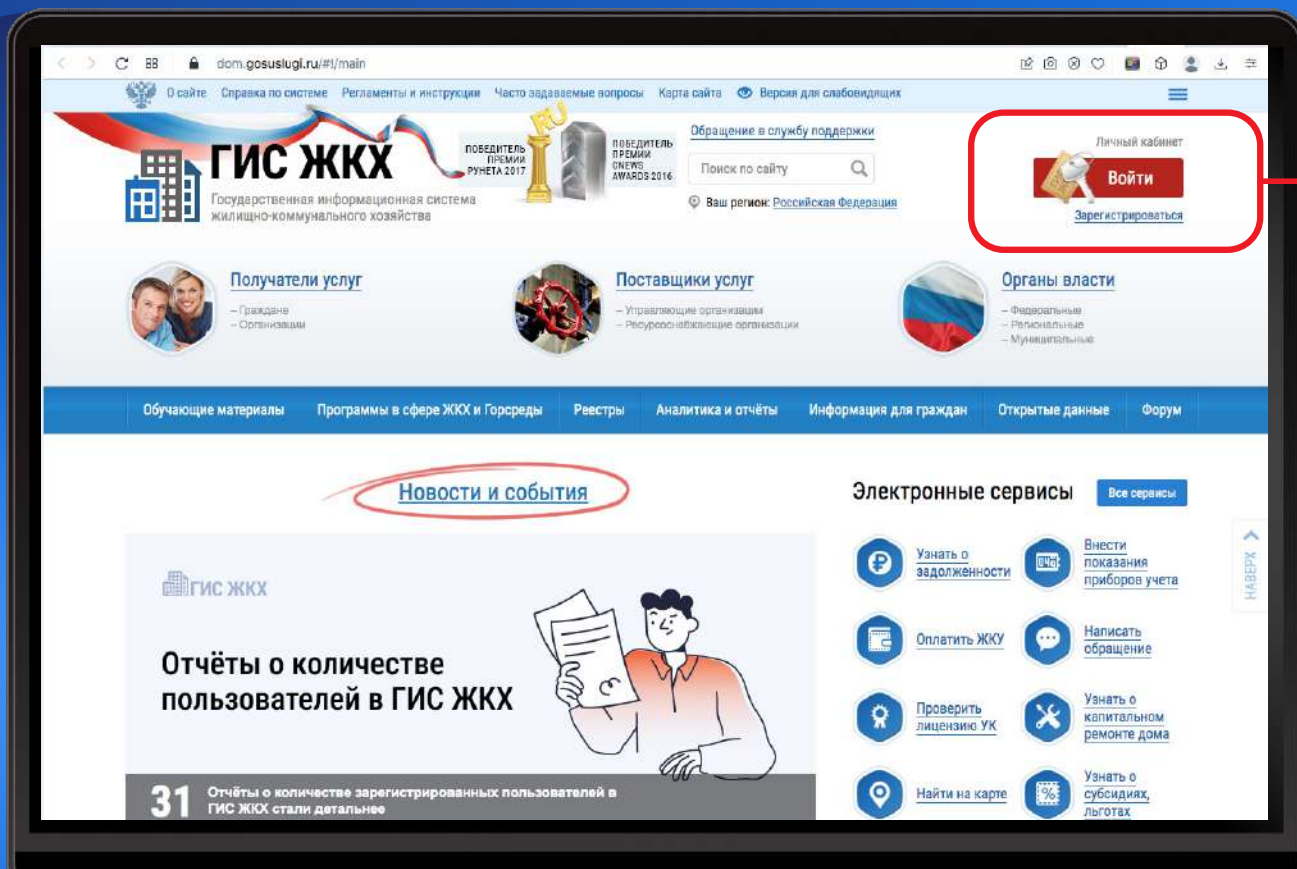 dom.gosuslugi.ru/#!/main
О сайте Справка по системе Регламенты и инструкции Часто задаваемые вопросы Карта сайта Версия для слабовидящих
ГИС ЖКХ
Государственная информационная система
жилищно-коммунального хозяйства
ПОБЕДИТЕЛЬ
ПРЕМИИ
РУНЕТА 2017
RU
ПОБЕДИТЕЛЬ
ПРЕМИИ
CNEWS
AWARDS 2016
Обращение в службу поддержки
Поиск по сайту
Ваш регион: Российская Федерация
Личный кабинет
Войти
Зарегистрироваться
Получатели услуг
– Граждане
– Организации
Поставщики услуг
– Управляющие организации
– Ресурсоснабжающие организации
Органы власти
– Федеральные
– Региональные
– Муниципальные
Обучающие материалы Программы в сфере ЖКХ и Горсреды Реестры Аналитика и отчёты Информация для граждан Открытые данные Форум
Новости и события
ГИС ЖКХ
Отчёты о количестве
пользователей в ГИС ЖКХ
31
Отчёты о количестве зарегистрированных пользователей в
ГИС ЖКХ стали детальнее
Электронные сервисы
Все сервисы
Узнать о
задолженности
Внести
показания
приборов учета
Оплатить ЖКУ
Написать
обращение
Проверить
лицензию УК
Узнать о
капитальном
ремонте дома
Найти на карте
Узнать о
субсидиях,
льготах
НАВЕРХ